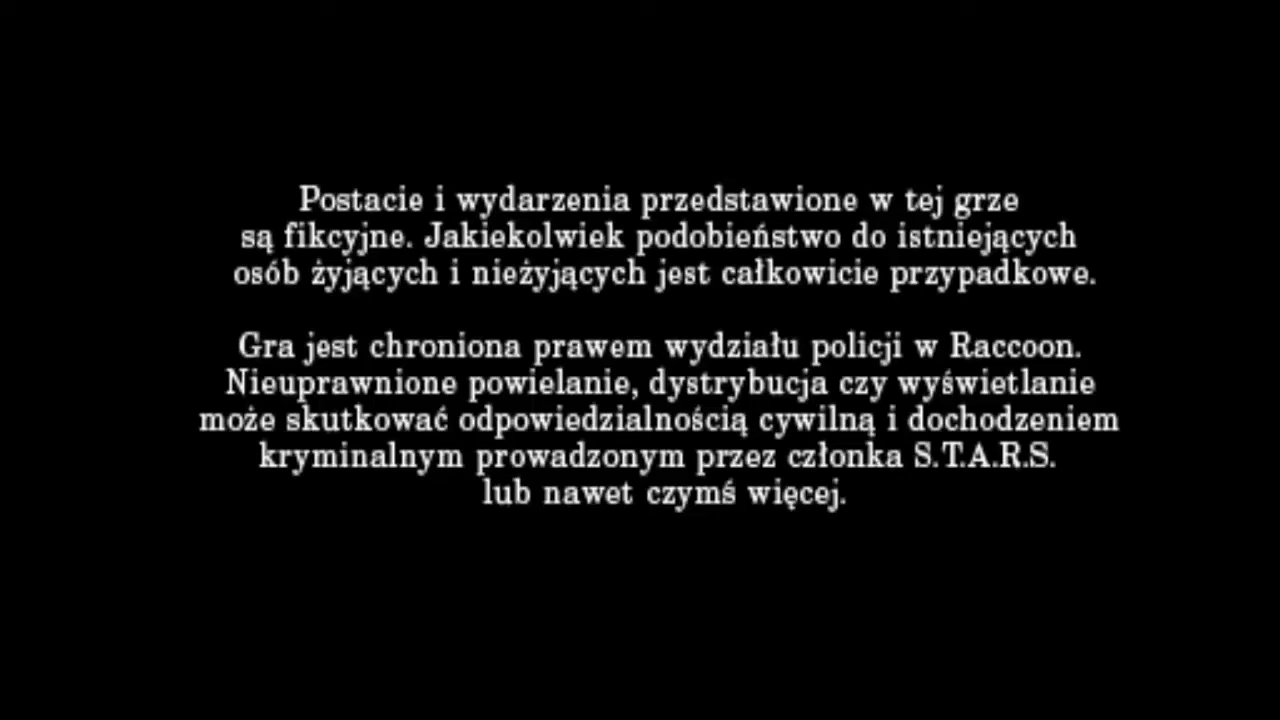 Postacie i wydarzenia przedstawione w tej grze
są fikcyjne. Jakiekolwiek podobieństwo do istniejących
osób żyjących i nieżyjących jest całkowicie przypadkowe.
Gra jest chroniona prawem wydziału policji w Raccoon.
Nieuprawnione powielanie, dystrybucja czy wyświetlanie
może skutkować odpowiedzialnością cywilną i dochodzeniem
kryminalnym prowadzonym przez członka S.T.A.R.S.
lub nawet czymś więcej.